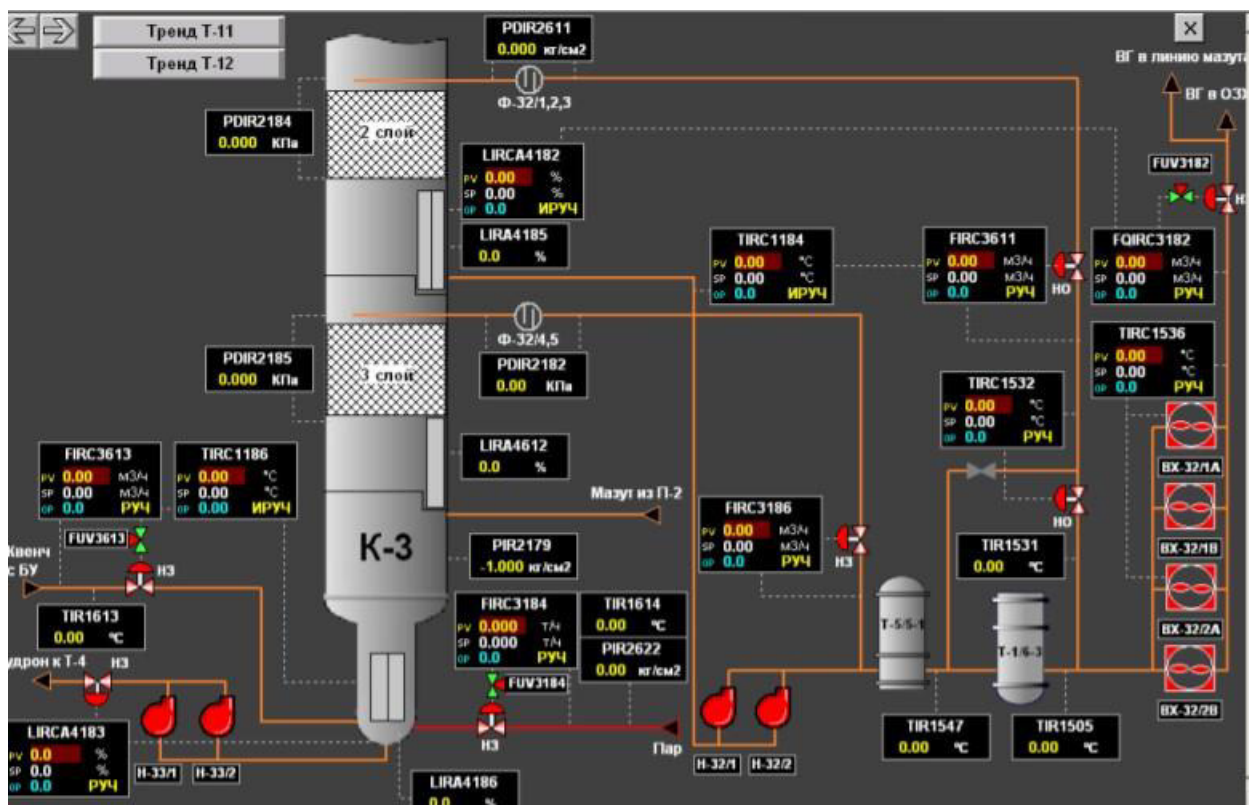 Тренд Т-11
Тренд Т-12
PDIR2611
0.000 кг/см2
Ф-32/1,2,3
ВГ в линию мазута
ВГ в ОЗХ
PDIR2184
0.000 КПа
2 слой
LIRCA4182
PV 0.00 %
SP 0.00 %
OP 0.0 ИРУЧ
LIRA4185
0.0 %
FUV3182
НЗ
TIRC1184
PV 0.00 °C
SP 0.00 °C
OP 0.0 ИРУЧ
FIRC3611
PV 0.00 М3/Ч
SP 0.00 М3/Ч
OP 0.0 РУЧ
НО
FQIRC3182
PV 0.00 М3/Ч
SP 0.00 М3/Ч
OP 0.0 РУЧ
Ф-32/4,5
PDIR2185
0.000 КПа
3 слой
PDIR2182
0.00 КПа
TIRC1536
PV 0.00 °C
SP 0.00 °C
OP 0.0 РУЧ
TIRC1532
PV 0.00 °C
SP 0.00 °C
OP 0.0 РУЧ
НО
ВХ-32/1А
FIRC3613
PV 0.00 М3/Ч
SP 0.00 М3/Ч
OP 0.00 РУЧ
TIRC1186
PV 0.00 °C
SP 0.00 °C
OP 0.00 ИРУЧ
LIRA4612
0.0 %
Мазут из П-2
FIRC3186
PV 0.00 М3/Ч
SP 0.00 М3/Ч
OP 0.00 РУЧ
НЗ
FUV3613
НЗ
К-3
PIR2179
-1.000 кг/см2
TIR1531
0.00 °C
ВХ-32/1В
Квенч
с БУ
TIR1613
0.00 °C
FIRC3184
PV 0.000 Т/Ч
SP 0.000 Т/Ч
OP 0.0 РУЧ
TIR1614
0.00 °C
PIR2622
0.00 кг/см2
Т-5/5-1
Т-1/6-3
ВХ-32/2А
удрон к Т-4
НЗ
FUV3184
НЗ
Пар
ВХ-32/2В
LIRCA4183
PV 0.0 %
SP 0.0 %
OP 0.0 РУЧ
Н-33/1
Н-33/2
Н-32/1
Н-32/2
TIR1547
0.00 °C
TIR1505
0.00 °C
LIRA4186
0.0 %